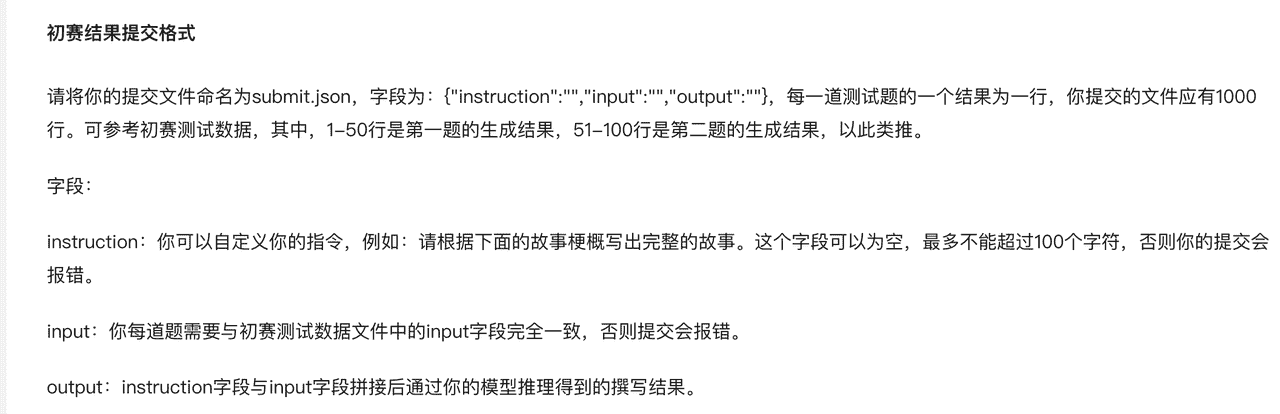 初赛结果提交格式
请将你的提交文件命名为submit.json，字段为：{"instruction":"","input":"","output":""}，每一道测试题的一个结果为一行，你提交的文件应有1000
行。可参考初赛测试数据，其中，1-50行是第一题的生成结果，51-100行是第二题的生成结果，以此类推。
字段：
instruction：你可以自定义你的指令，例如：请根据下面的故事梗概写出完整的故事。这个字段可以为空，最多不能超过100个字符，否则你的提交会
报错。
input：你每道题需要与初赛测试数据文件中的input字段完全一致，否则提交会报错。
output：instruction字段与input字段拼接后通过你的模型推理得到的撰写结果。